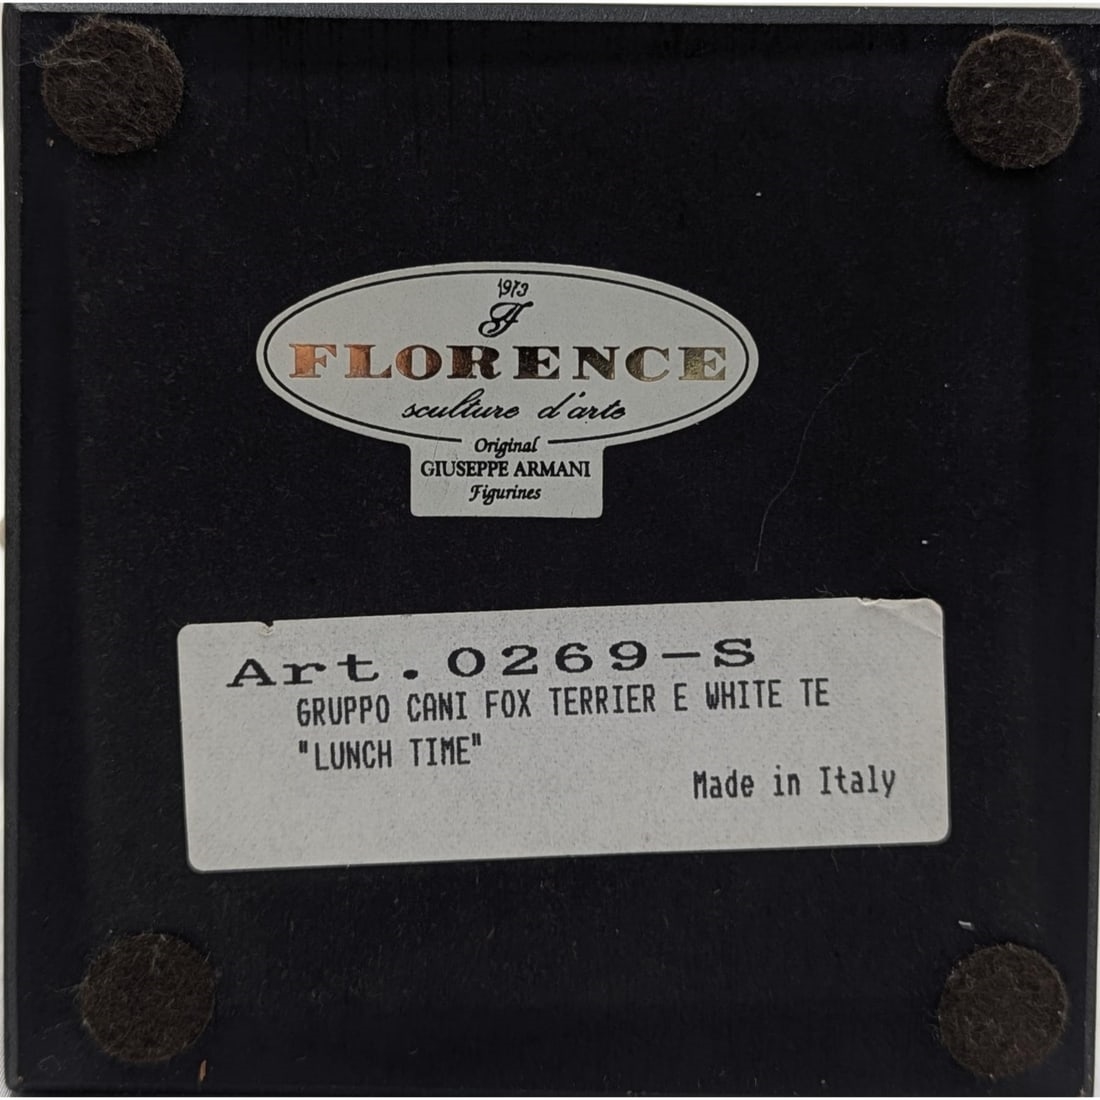 1973
FLORENCE
sculture d'arte
Original
GIUSEPPE ARMANI
Figurines
Art.0269-S
GRUPPO CANI FOX TERRIER E WHITE TE
"LUNCH TIME"
Made in Italy